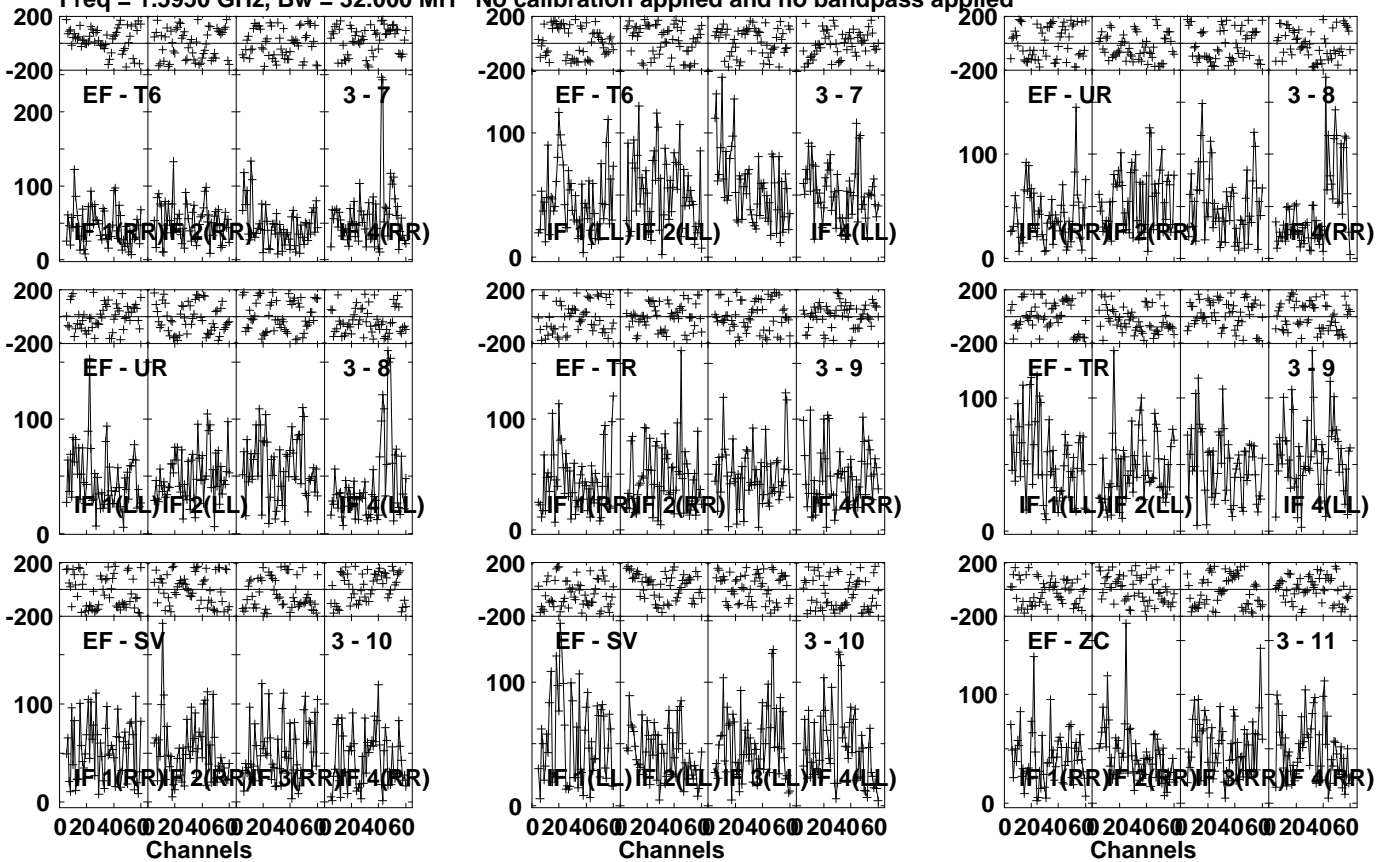 Freq = 1.5950 GHz, Bw = 32.000 MH No calibration applied and no bandpass applied
200
-200
EF - T6 3 - 7
200
100
0
IF 1(RR) IF 2(RR) IF 4(RR)
EF - T6 3 - 7
100
0
IF 1(LL) IF 2(LL) IF 4(LL)
200
-200
EF - UR 3 - 8
100
0
IF 1(RR) IF 2(RR) IF 4(RR)
200
-200
EF - UR 3 - 8
100
0
IF 1(LL) IF 2(LL) IF 4(LL)
200
-200
EF - TR 3 - 9
100
0
IF 1(RR) IF 2(RR) IF 4(RR)
200
-200
EF - TR 3 - 9
100
0
IF 1(LL) IF 2(LL) IF 4(LL)
200
-200
EF - SV 3 - 10
100
0
IF 1(RR) IF 2(RR) IF 3(RR) IF 4(RR)
0 20 40 60 0 20 40 60 0 20 40 60 0 20 40 60
Channels
200
-200
EF - SV 3 - 10
100
0
IF 1(LL) IF 2(LL) IF 3(LL) IF 4(LL)
0 20 40 60 0 20 40 60 0 20 40 60 0 20 40 60
Channels
200
-200
EF - ZC 3 - 11
100
0
IF 1(RR) IF 2(RR) IF 3(RR) IF 4(RR)
0 20 40 60 0 20 40 60 0 20 40 60 0 20 40 60
Channels